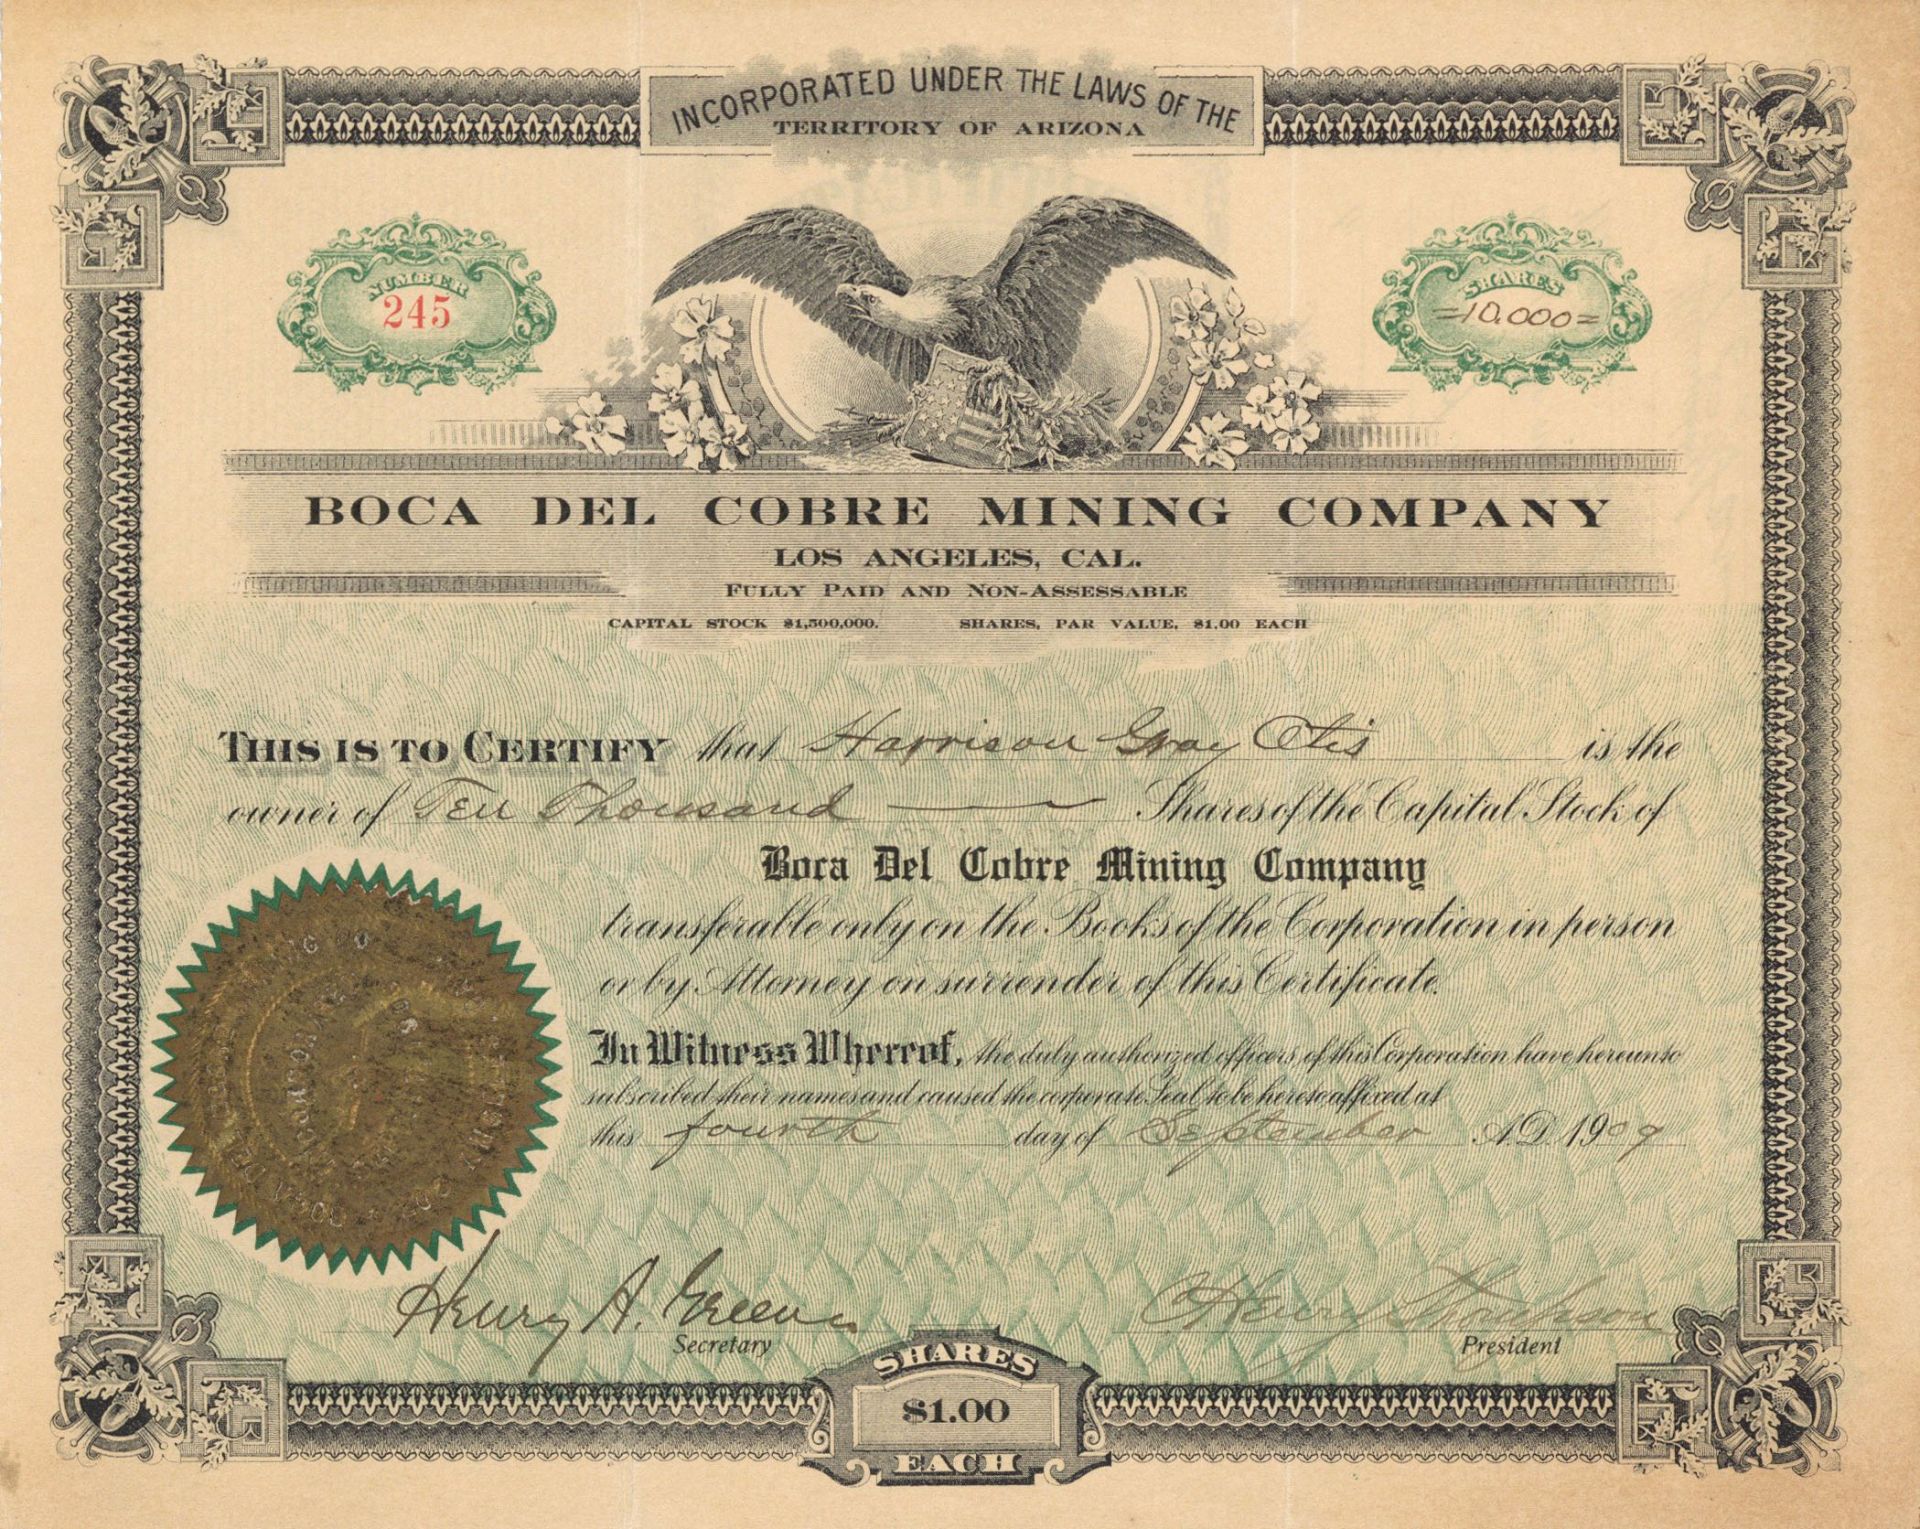 INCORPORATED UNDER THE LAWS OF THE
TERRITORY OF ARIZONA
NUMBER
245
SHARES
=10.000=
BOCA DEL COBRE MINING COMPANY
LOS ANGELES, CAL.
FULLY PAID AND NON-ASSESSABLE
CAPITAL STOCK $1,500,000. SHARES, PAR VALUE, $1.00 EACH
THIS IS TO CERTIFY that Harrison Gray Otis is the
owner of Ten Thousand Shares of the Capital Stock of
Boca Del Cobre Mining Company
transferable only on the Books of the Corporation in person
or by Attorney on surrender of this Certificate.
In Witness Whereof, the duly authorized officers of this Corporation have hereunto
subscribed their names and caused the corporate Seal to be hereto affixed at
this fourth day of September A.D. 1909
Henry A. Greene
Secretary
Henry Thompson
President
SHARES
$1.00
EACH